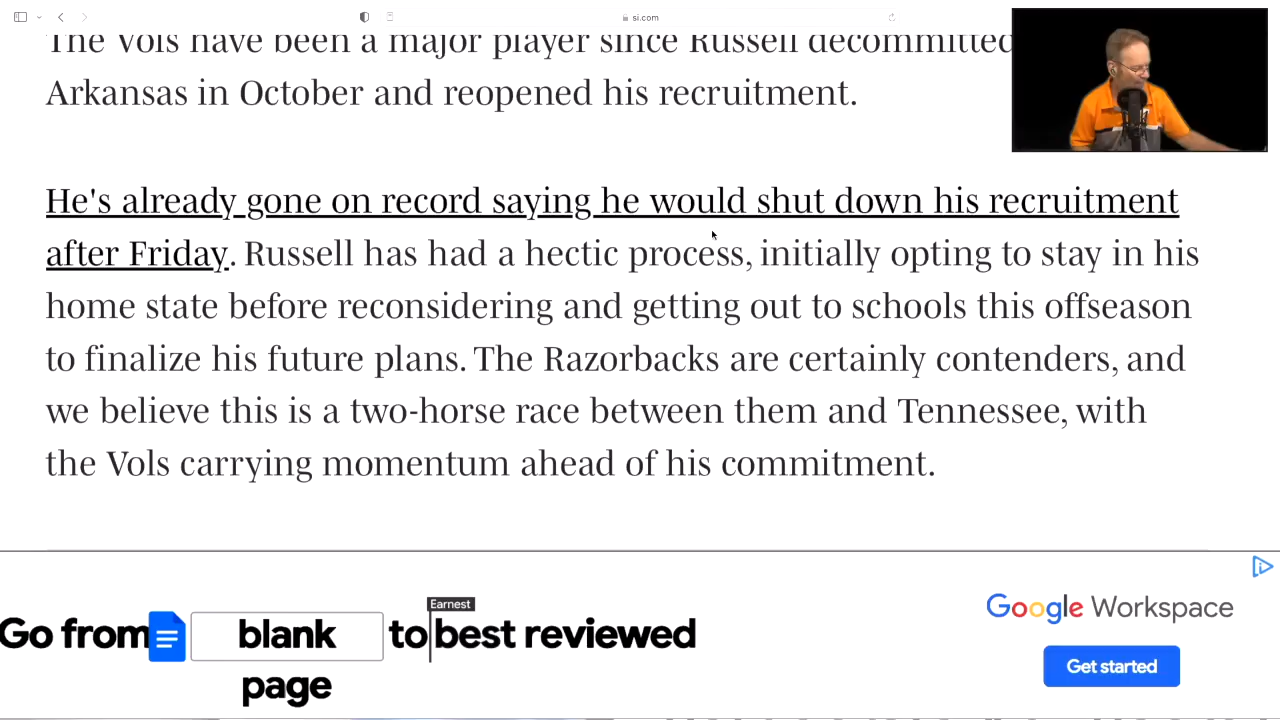 si.com
The Vols have been a major player since Russell decommitted
Arkansas in October and reopened his recruitment.
He's already gone on record saying he would shut down his recruitment
after Friday. Russell has had a hectic process, initially opting to stay in his
home state before reconsidering and getting out to schools this offseason
to finalize his future plans. The Razorbacks are certainly contenders, and
we believe this is a two-horse race between them and Tennessee, with
the Vols carrying momentum ahead of his commitment.
Earnest
Go from blank to best reviewed
page
Google Workspace
Get started